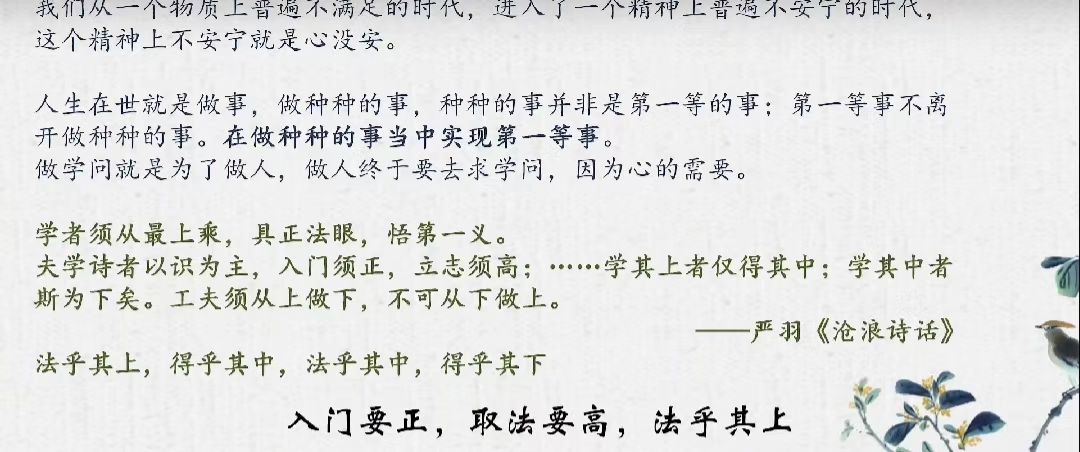 我们从一个物质上普遍不满足的时代，进入了一个精神上普遍不安宁的时代，
这个精神上不安宁就是心没安。
人生在世就是做事，做种种的事，种种的事并非是第一等的事；第一等事不离
开做种种的事。在做种种的事当中实现第一等事。
做学问就是为了做人，做人终于要去求学问，因为心的需要。
学者须从最上乘，具正法眼，悟第一义。
夫学诗者以识为主，入门须正，立志须高；……学其上者仅得其中；学其中者
斯为下矣。工夫须从上做下，不可从下做上。
——严羽《沧浪诗话》
法乎其上，得乎其中，法乎其中，得乎其下
入门要正，取法要高，法乎其上